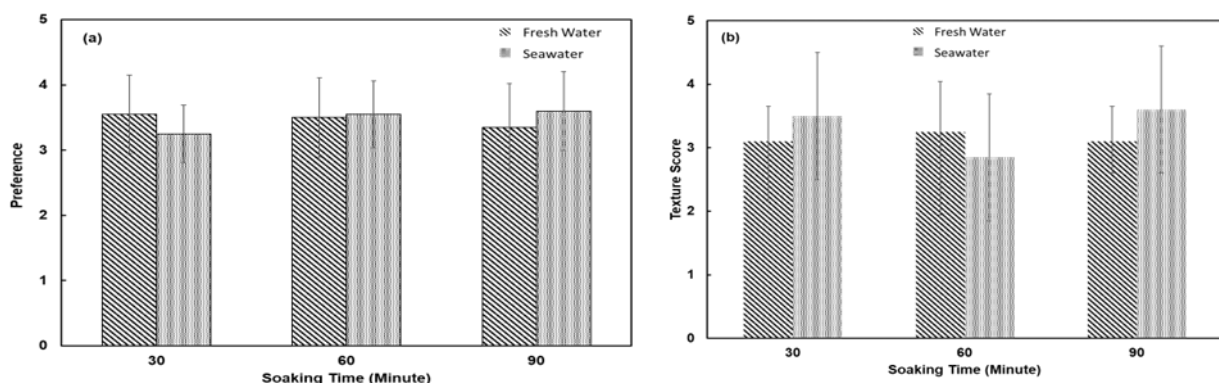 (a)
Fresh Water
Seawater
Preference
5
4
3
2
1
0
30 60 90
Soaking Time (Minute)
(b)
Fresh Water
Seawater
Texture Score
5
4
3
2
1
0
30 60 90
Soaking Time (Minute)